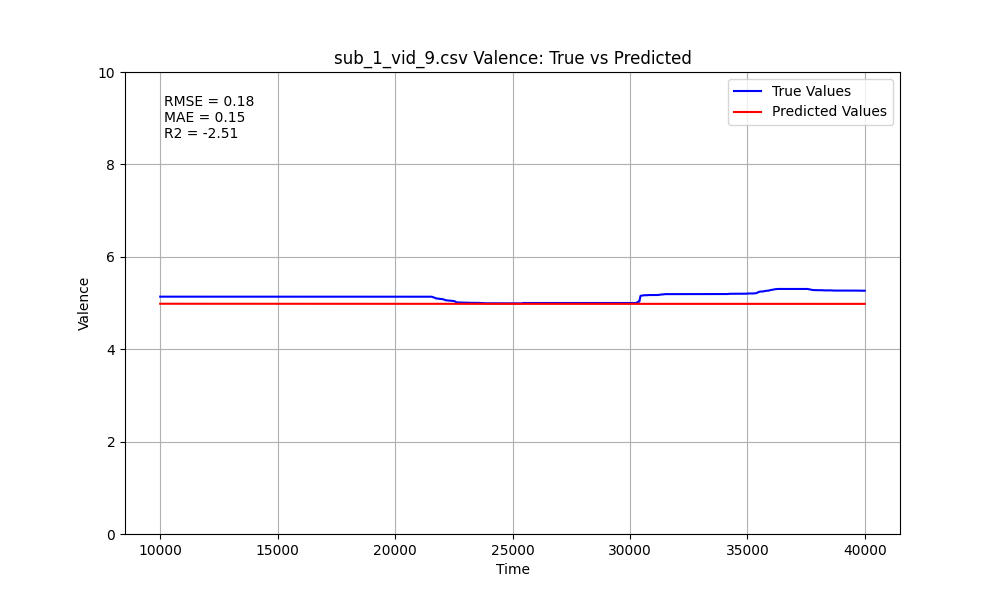 sub_1_vid_9.csv Valence: True vs Predicted
RMSE = 0.18
MAE = 0.15
R2 = -2.51
True Values
Predicted Values
Valence
10
8
6
4
2
0
10000 15000 20000 25000 30000 35000 40000
Time